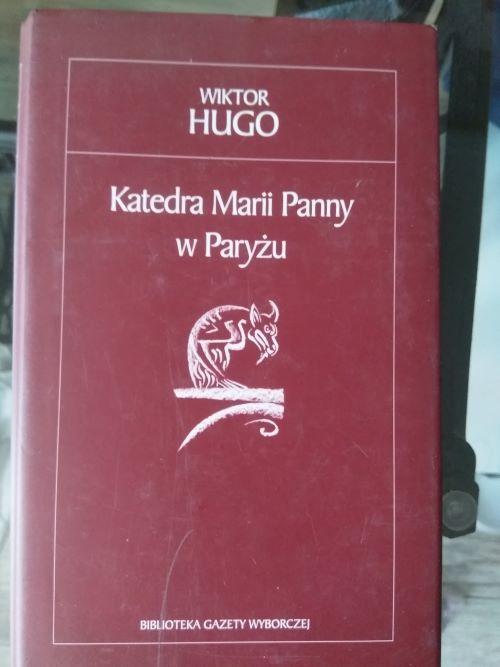 WIKTOR
HUGO
Katedra Marii Panny
w Paryżu
BIBLIOTEKA GAZETY WYBORCZEJ